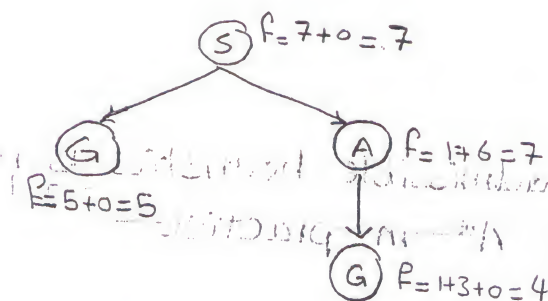 S f= 7+0 = 7
G A f= 1+6=7
f=5+0=5
G f=1+3+0=4